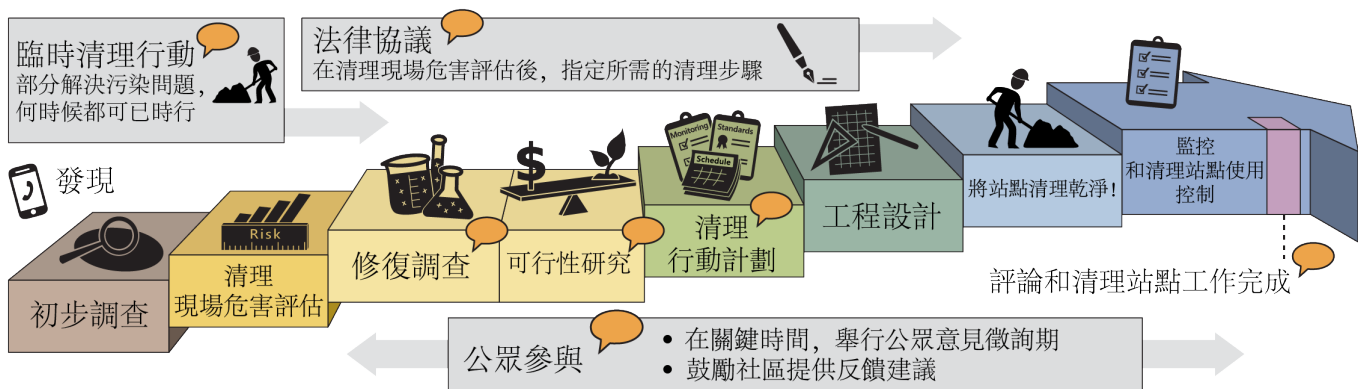 臨時清理行動
部分解決污染問題，
何時候都可已時行
法律協議
在清理現場危害評估後，指定所需的清理步驟
發現
初步調查
Risk
清理
現場危害評估
修復調查
$
可行性研究
Monitoring
Standards
Schedule
清理
行動計劃
工程設計
將站點清理乾淨！
監控
和清理站點使用
控制
評論和清理站點工作完成
公眾參與
• 在關鍵時間，舉行公眾意見徵詢期
• 鼓勵社區提供反饋建議